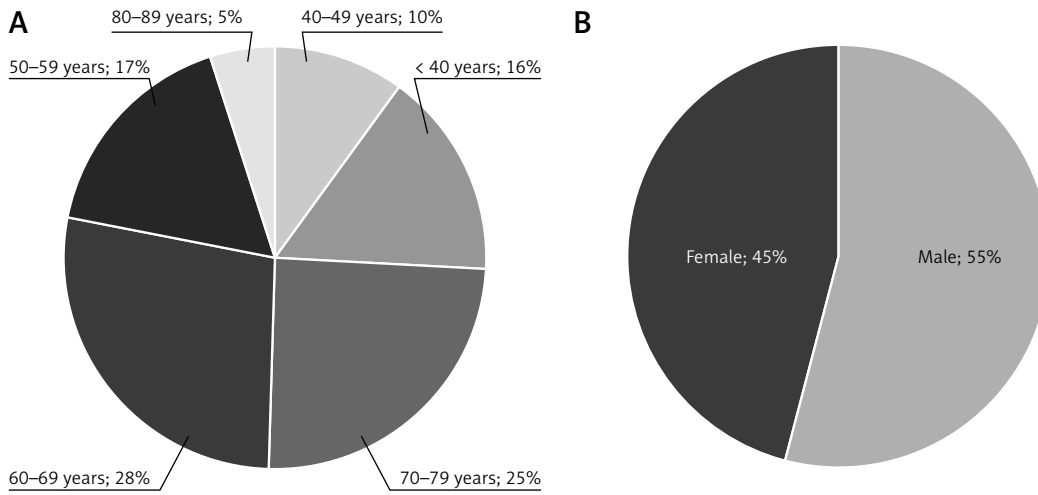 A
80–89 years; 5%
40–49 years; 10%
50–59 years; 17%
< 40 years; 16%
60–69 years; 28%
70–79 years; 25%
B
Female; 45%
Male; 55%